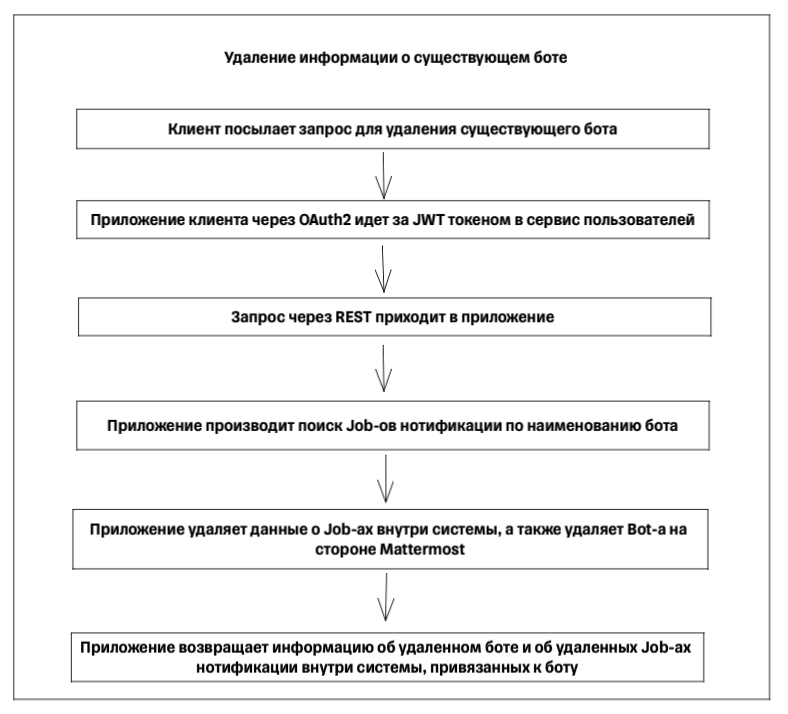 Удаление информации о существующем боте
Клиент посылает запрос для удаления существующего бота
Приложение клиента через OAuth2 идет за JWT токеном в сервис пользователей
Запрос через REST приходит в приложение
Приложение производит поиск Job-ов нотификации по наименованию бота
Приложение удаляет данные о Job-ах внутри системы, а также удаляет Bot-а на
стороне Mattermost
Приложение возвращает информацию об удаленном боте и об удаленных Job-ах
нотификации внутри системы, привязанных к боту